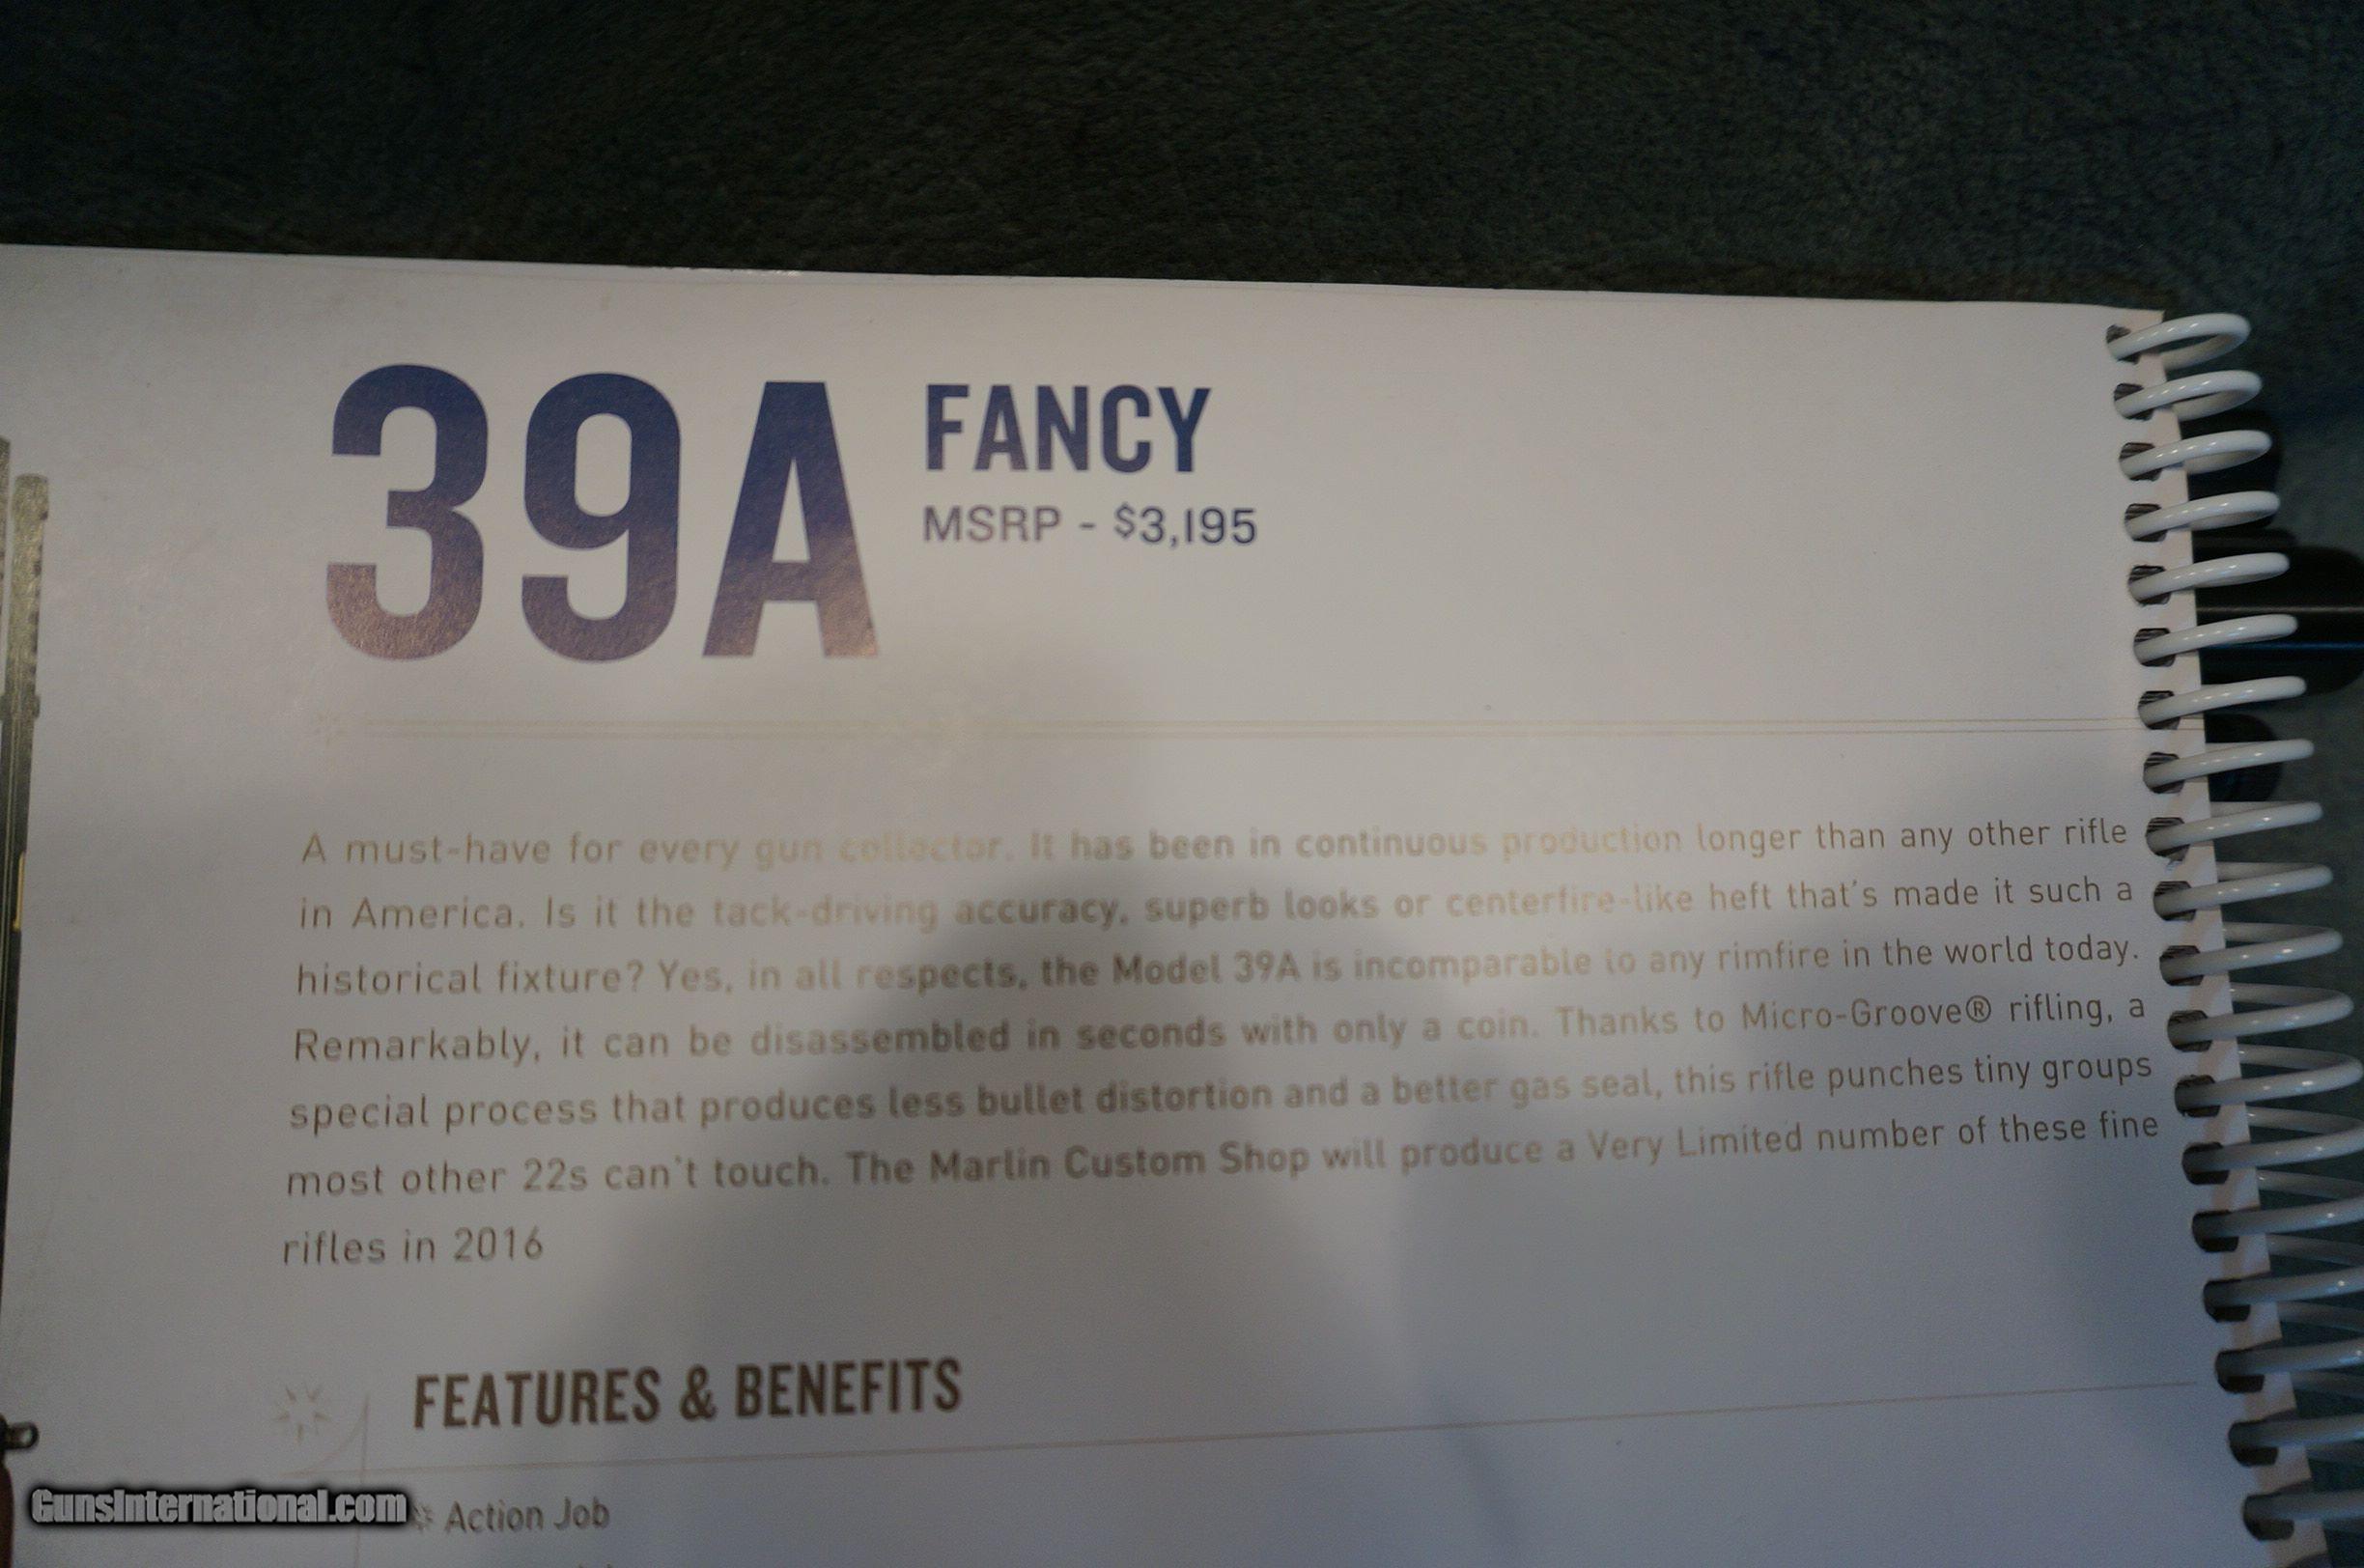 39A
FANCY
MSRP - $3,195
A must-have for every gun collector. It has been in continuous production longer than any other rifle
in America. Is it the tack-driving accuracy, superb looks or centerfire-like heft that's made it such a
historical fixture? Yes, in all respects, the Model 39A is incomparable to any rimfire in the world today.
Remarkably, it can be disassembled in seconds with only a coin. Thanks to Micro-Groove® rifling, a
special process that produces less bullet distortion and a better gas seal, this rifle punches tiny groups
most other 22s can't touch. The Marlin Custom Shop will produce a Very Limited number of these fine
rifles in 2016
FEATURES & BENEFITS
Action Job
GunsInternational.com